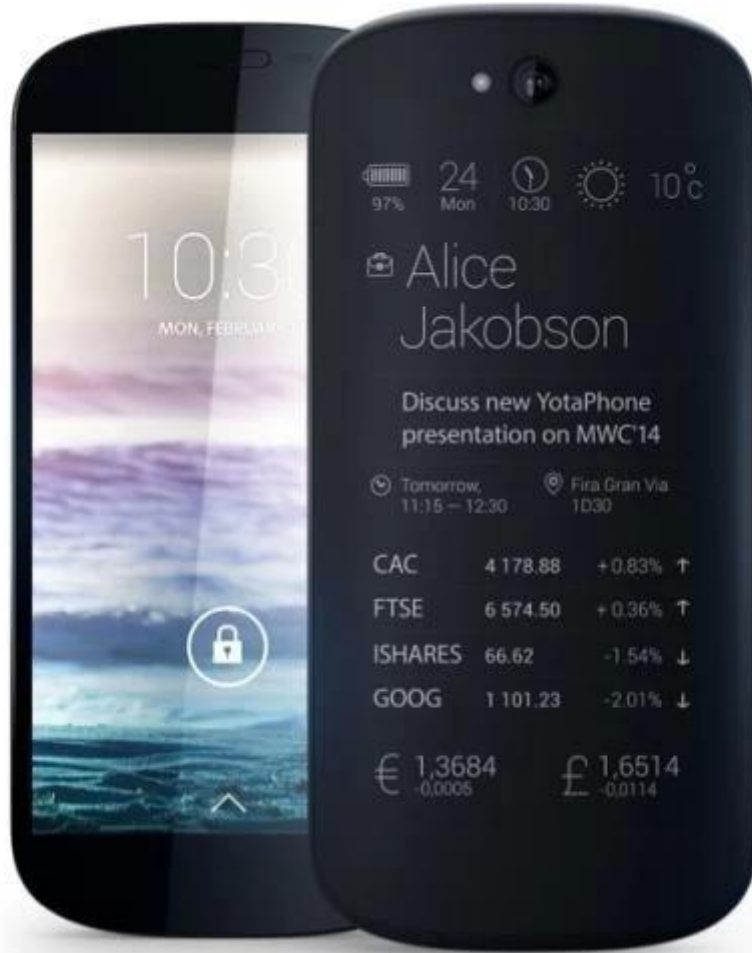 10:30
MON, FEBRUAR
97%
24
Mon
10:30
10°c
Alice
Jakobson
Discuss new YotaPhone
presentation on MWC'14
Tomorrow,
11:15 — 12:30
Fira Gran Via
1D30
CAC 4 178.88 +0.83% ↑
FTSE 6 574.50 +0.36% ↑
ISHARES 66.62 -1.54% ↓
GOOG 1 101.23 -2.01% ↓
€ 1,3684
-0,0005
£ 1,6514
-0,0114